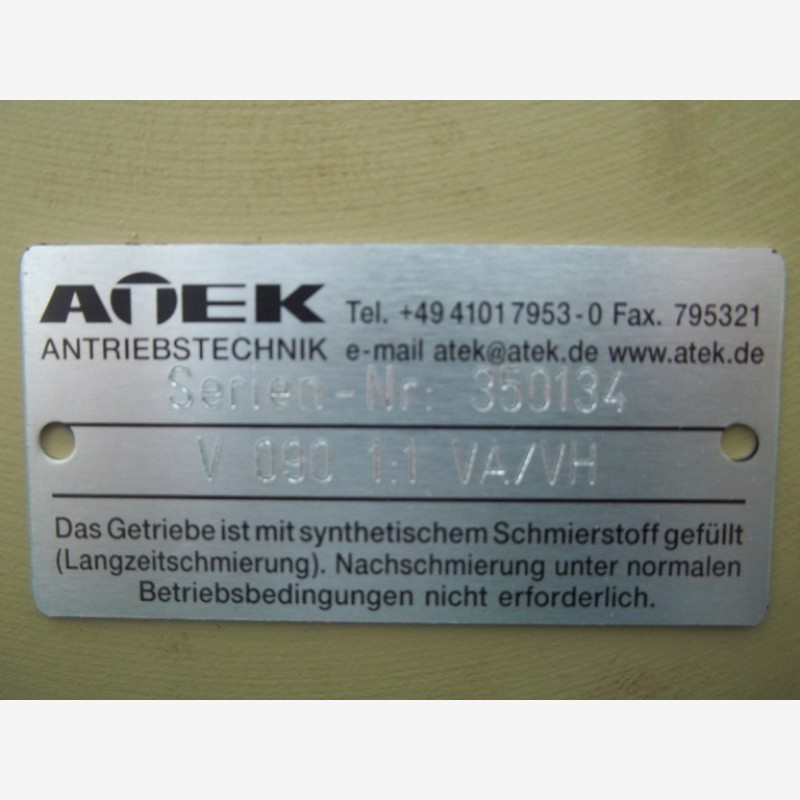 ATEK Tel. +49 4101 7953-0 Fax. 795321
ANTRIEBSTECHNIK e-mail atek@atek.de www.atek.de
Serien-Nr: 350134
V 090 1:1 VA/VH
Das Getriebe ist mit synthetischem Schmierstoff gefüllt
(Langzeitschmierung). Nachschmierung unter normalen
Betriebsbedingungen nicht erforderlich.